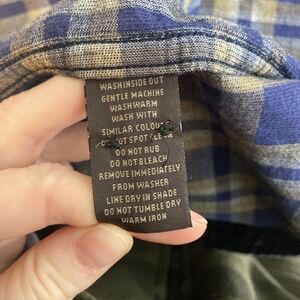 WASH INSIDE OUT
GENTLE MACHINE
WASH WARM
WASH WITH
SIMILAR COLOURS
NOT SPOT CLEAN
DO NOT RUB
DO NOT BLEACH
REMOVE IMMEDIATELY
FROM WASHER
LINE DRY IN SHADE
DO NOT TUMBLE DRY
WARM IRON